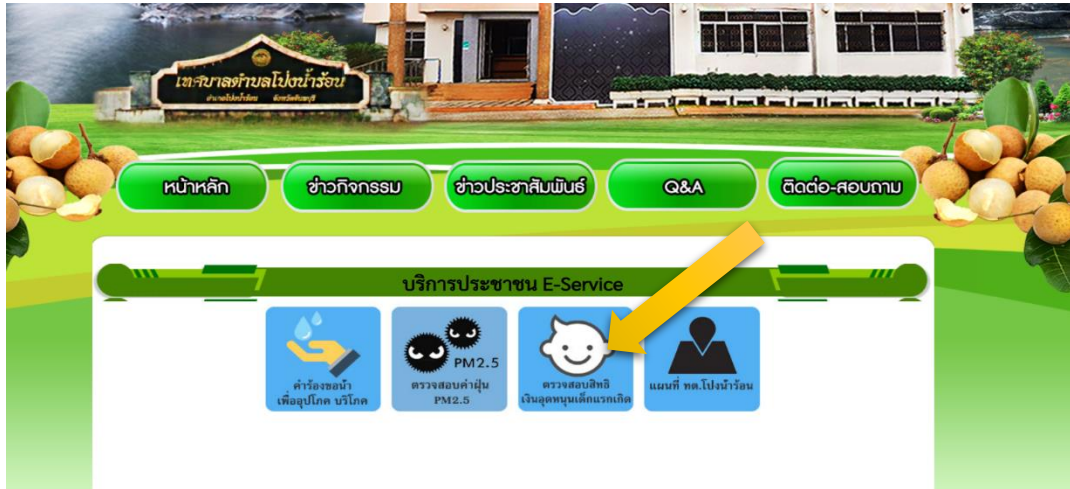 เทศบาลตำบลโป่งน้ำร้อน
อำเภอโป่งน้ำร้อน จังหวัดจันทบุรี
หน้าหลัก
ข่าวกิจกรรม
ข่าวประชาสัมพันธ์
Q&A
ติดต่อ-สอบถาม
บริการประชาชน E-Service
คำร้องขอน้ำ
เพื่ออุปโภค บริโภค
PM2.5
ตรวจสอบค่าฝุ่น
PM2.5
ตรวจสอบสิทธิ
เงินอุดหนุนเด็กแรกเกิด
แผนที่ ทต.โป่งน้ำร้อน